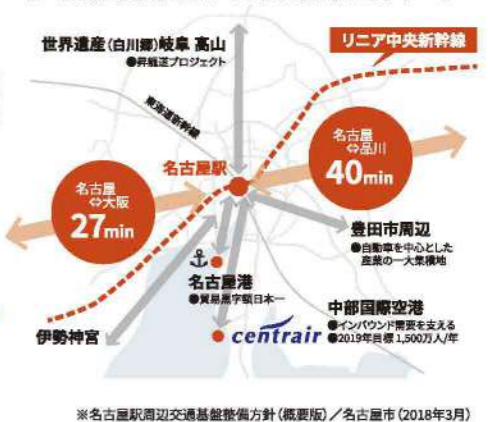 世界遺産(白川郷)岐阜 高山
●昇龍道プロジェクト
リニア中央新幹線
東海道新幹線
名古屋駅
名古屋
⇔品川
40min
名古屋
⇔大阪
27min
豊田市周辺
●自動車を中心とした
産業の一大集積地
名古屋港
●貿易黒字額日本一
中部国際空港
●インバウンド需要を支える
●2019年目標 1,500万人/年
伊勢神宮
centrair
※名古屋駅周辺交通基盤整備方針(概要版)/名古屋市(2018年3月)